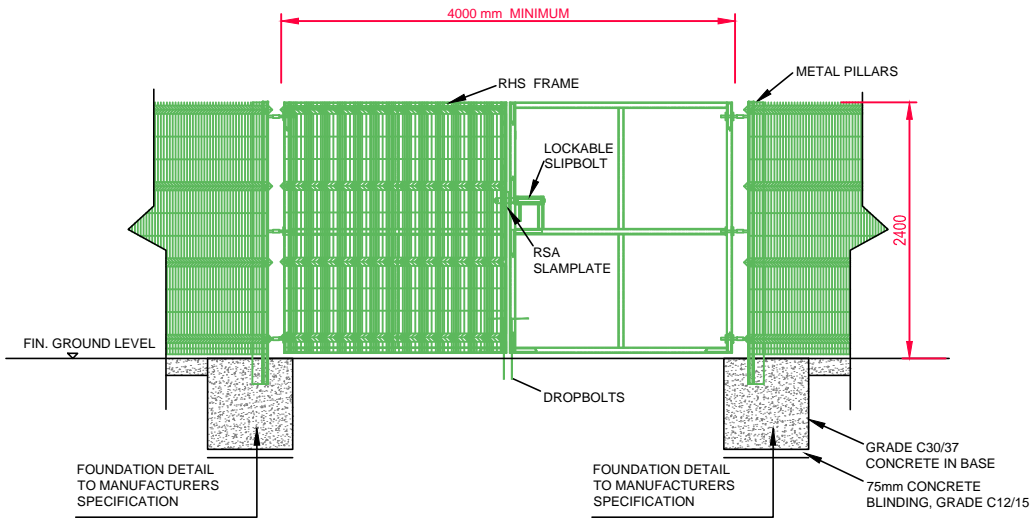 4000 mm MINIMUM
METAL PILLARS
RHS FRAME
LOCKABLE
SLIPBOLT
2400
RSA
SLAMPLATE
FIN. GROUND LEVEL
DROPBOLTS
GRADE C30/37
CONCRETE IN BASE
FOUNDATION DETAIL
TO MANUFACTURERS
SPECIFICATION
FOUNDATION DETAIL
TO MANUFACTURERS
SPECIFICATION
75mm CONCRETE
BLINDING, GRADE C12/15